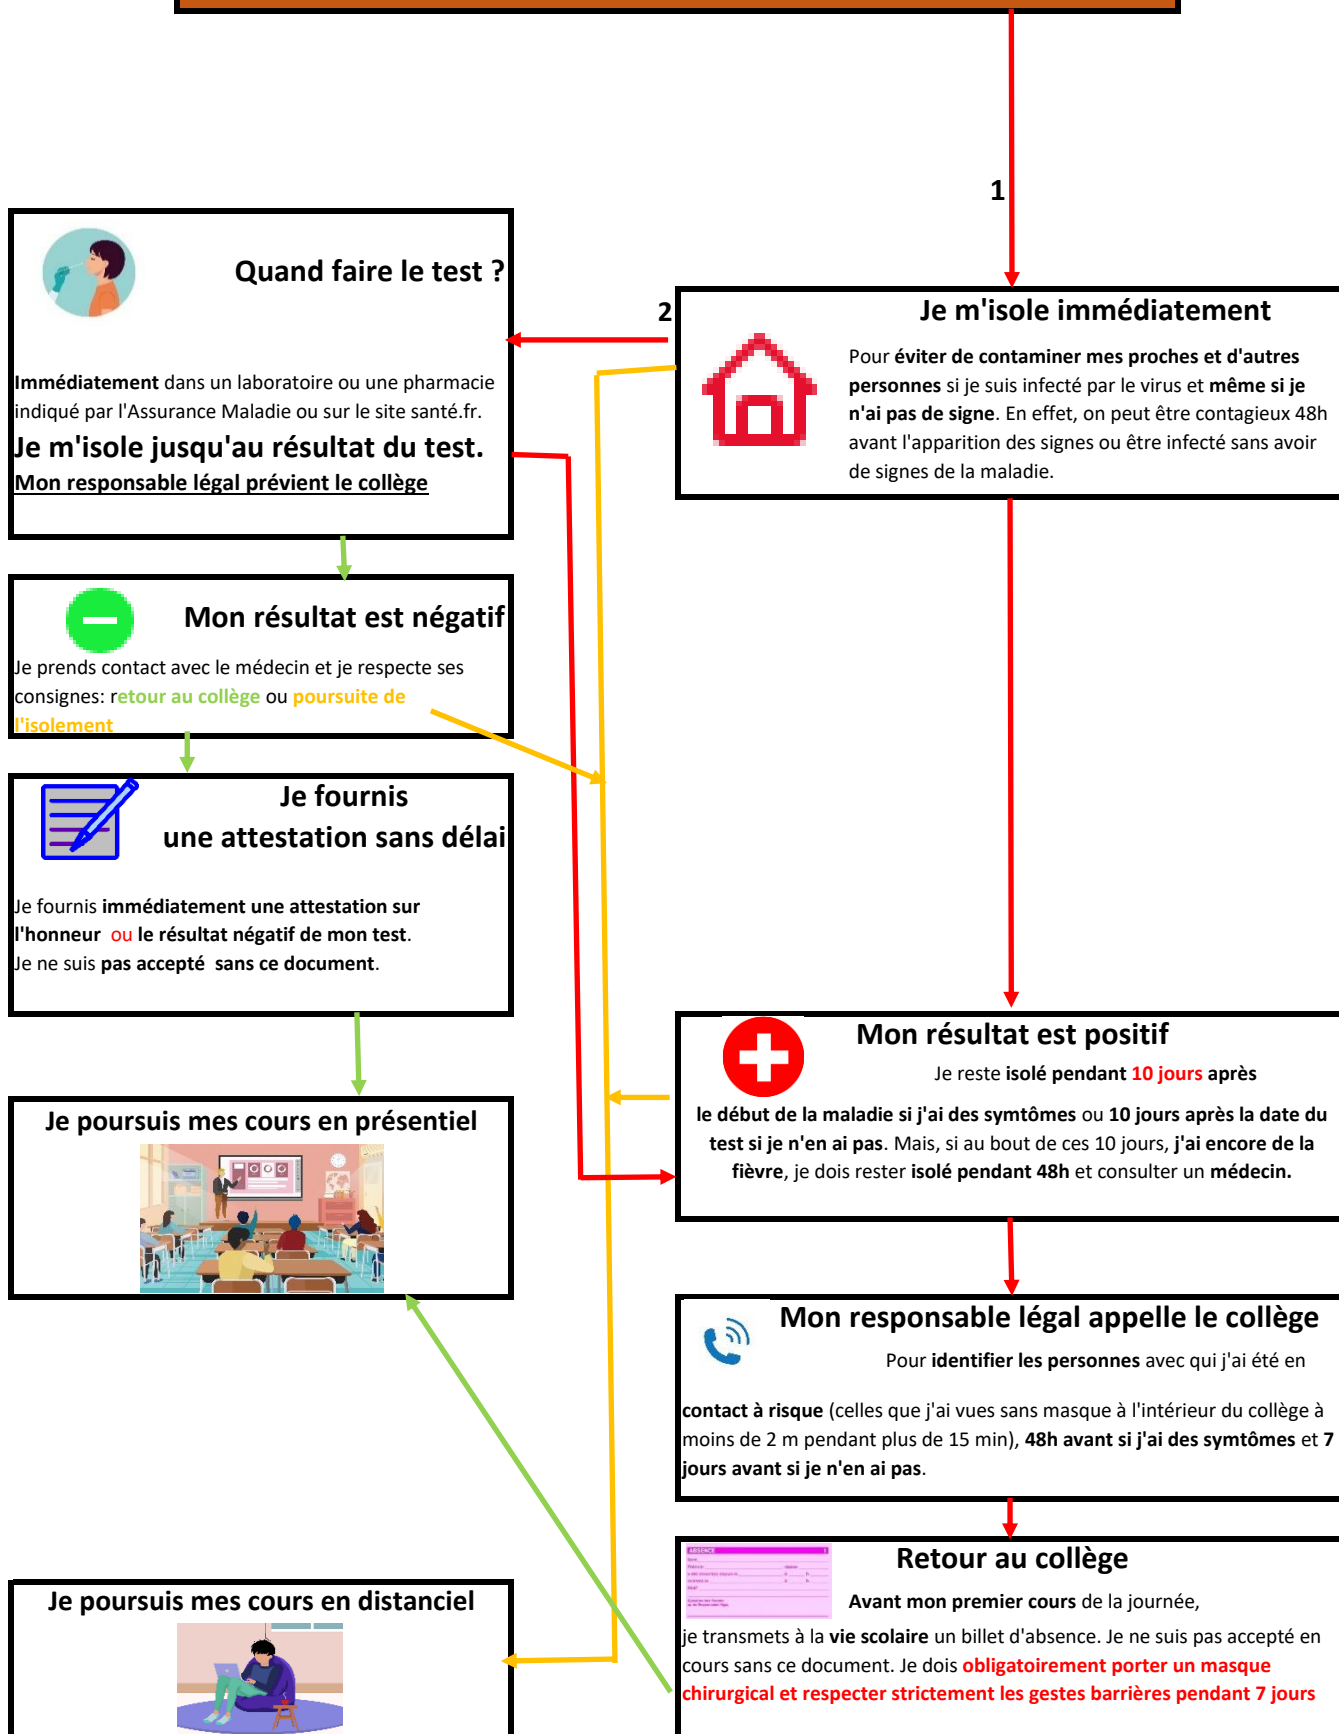 1
Quand faire le test ?
Immédiatement dans un laboratoire ou une pharmacie
indiqué par l'Assurance Maladie ou sur le site santé.fr.
Je m'isole jusqu'au résultat du test.
Mon responsable légal prévient le collège
2
Je m'isole immédiatement
Pour éviter de contaminer mes proches et d'autres
personnes si je suis infecté par le virus et même si je
n'ai pas de signe. En effet, on peut être contagieux 48h
avant l'apparition des signes ou être infecté sans avoir
de signes de la maladie.
Mon résultat est négatif
Je prends contact avec le médecin et je respecte ses
consignes: retour au collège ou poursuite de
l'isolement
Je fournis
une attestation sans délai
Je fournis immédiatement une attestation sur
l'honneur ou le résultat négatif de mon test.
Je ne suis pas accepté sans ce document.
Mon résultat est positif
Je reste isolé pendant 10 jours après
le début de la maladie si j'ai des symtômes ou 10 jours après la date du
test si je n'en ai pas. Mais, si au bout de ces 10 jours, j'ai encore de la
fièvre, je dois rester isolé pendant 48h et consulter un médecin.
Je poursuis mes cours en présentiel
Mon responsable légal appelle le collège
Pour identifier les personnes avec qui j'ai été en
contact à risque (celles que j'ai vues sans masque à l'intérieur du collège à
moins de 2 m pendant plus de 15 min), 48h avant si j'ai des symtômes et 7
jours avant si je n'en ai pas.
ABSENCE
Retour au collège
Avant mon premier cours de la journée,
je transmets à la vie scolaire un billet d'absence. Je ne suis pas accepté en
cours sans ce document. Je dois obligatoirement porter un masque
chirurgical et respecter strictement les gestes barrières pendant 7 jours
Je poursuis mes cours en distanciel